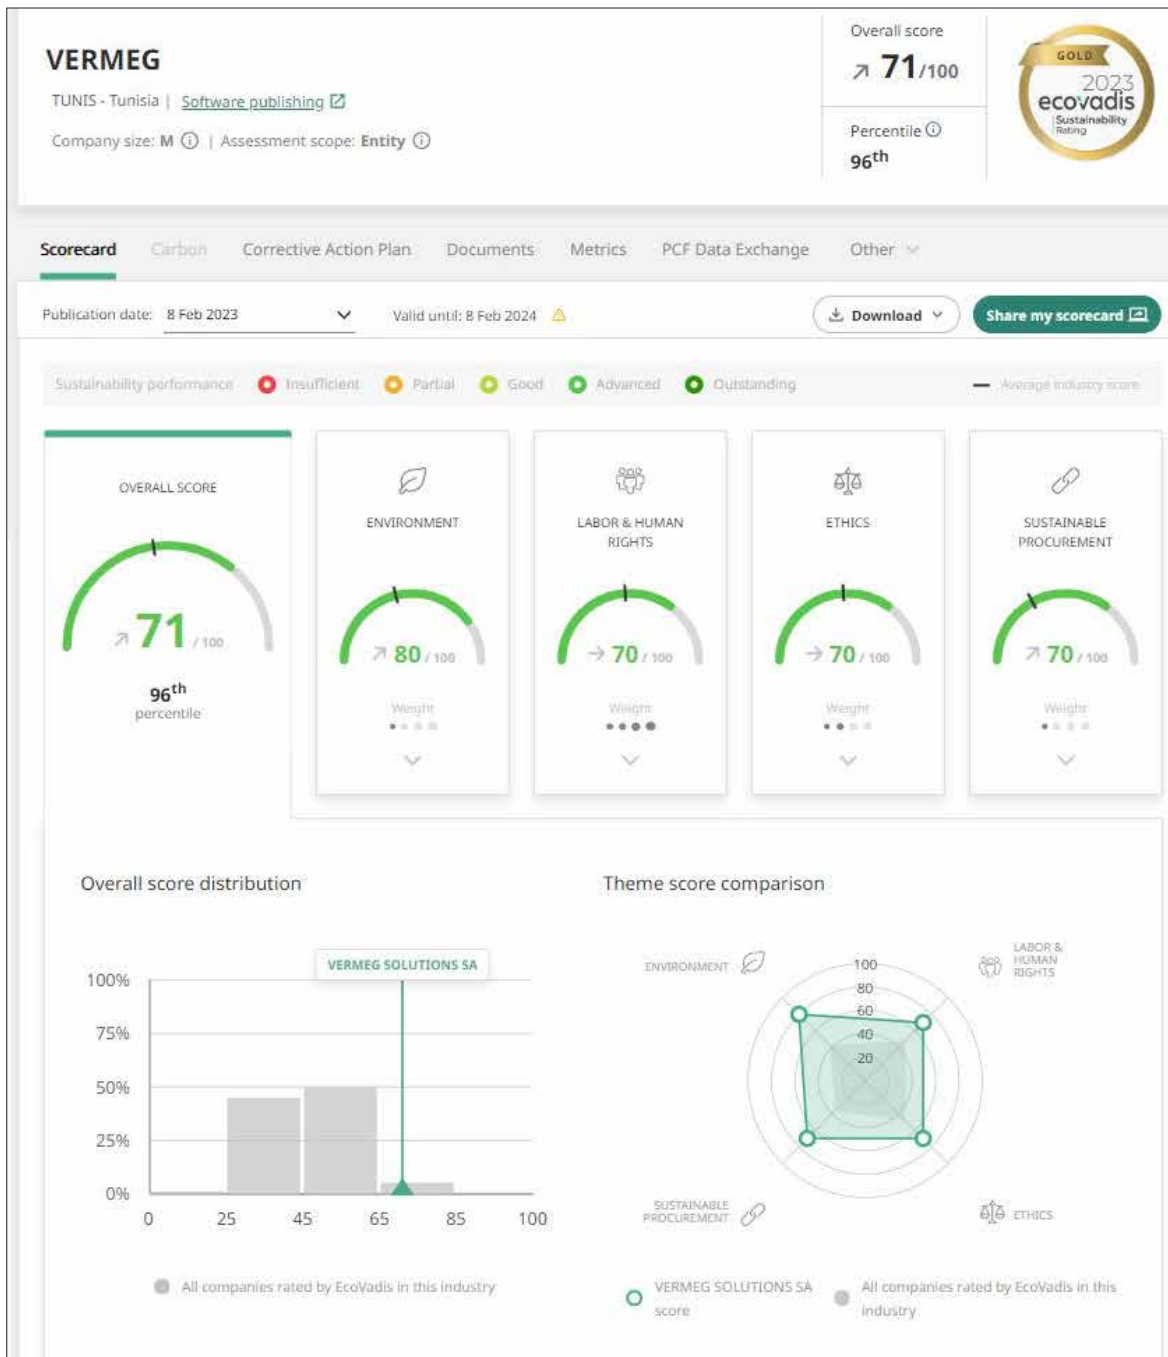 VERMEG
TUNIS - Tunisia | Software publishing
Company size: M | Assessment scope: Entity
Overall score
71/100
Percentile
96th
GOLD
2023
ecovadis
Sustainability
Rating
Scorecard Carbon Corrective Action Plan Documents Metrics PCF Data Exchange Other
Publication date: 8 Feb 2023 Valid until: 8 Feb 2024 Download Share my scorecard
Sustainability performance Insufficient Partial Good Advanced Outstanding Average industry score
OVERALL SCORE
71 / 100
96th
percentile
ENVIRONMENT
80 / 100
Weight
LABOR & HUMAN
RIGHTS
70 / 100
Weight
ETHICS
70 / 100
Weight
SUSTAINABLE
PROCUREMENT
70 / 100
Weight
Overall score distribution
VERMEG SOLUTIONS SA
100%
75%
50%
25%
0%
0 25 45 65 85 100
All companies rated by EcoVadis in this industry
Theme score comparison
ENVIRONMENT
LABOR &
HUMAN
RIGHTS
100
80
60
40
20
SUSTAINABLE
PROCUREMENT
ETHICS
VERMEG SOLUTIONS SA
score
All companies rated by EcoVadis in this
industry